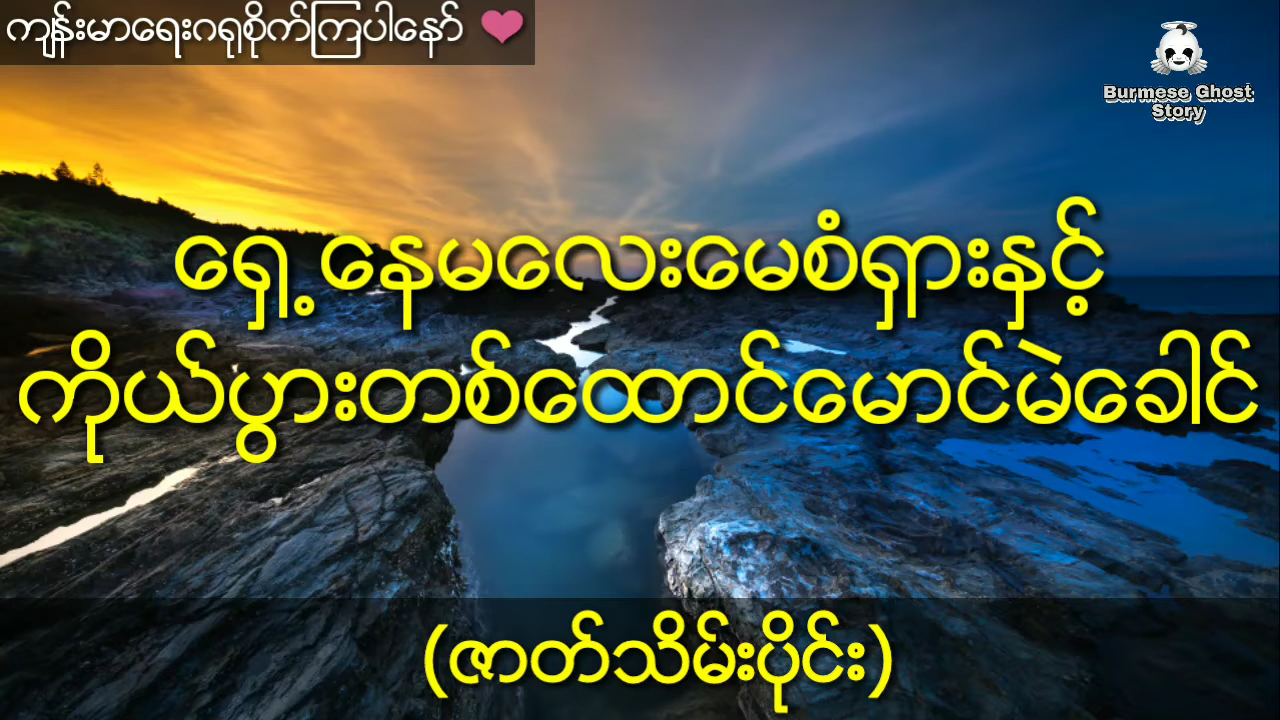 ကျန်းမာရေးဂရုစိုက်ကြပါနော် ❤
Burmese Ghost
Story
ရှေ့နေမလေးမေစံရှားနှင့်
ကိုယ်ပွားတစ်ထောင်မောင်မဲခေါင်
(ဇာတ်သိမ်းပိုင်း)